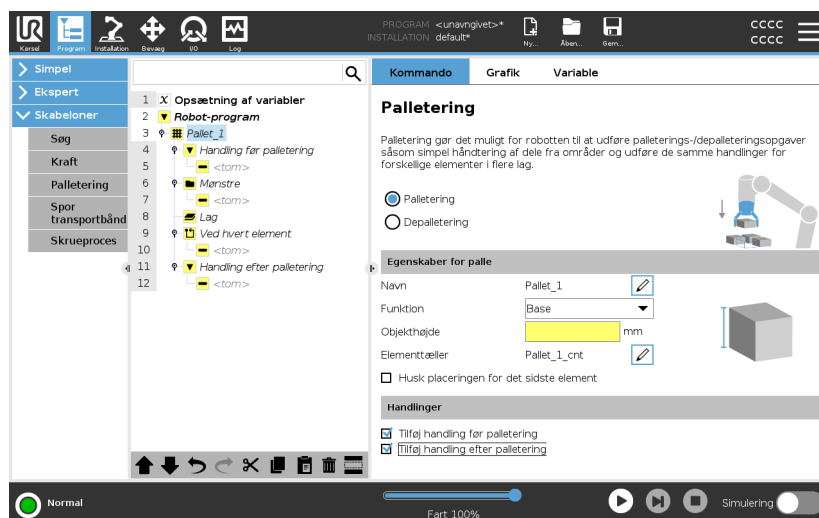 PROGRAM <unavngivet>*
INSTALLATION default*
UR
Kørsel
Program
Installation
Bevæg
I/O
Log
Ny...
Åben...
Gem...
cccc
cccc
Simpel
Ekspert
Skabeloner
Søg
Kraft
Palletering
Spor
transportbånd
Skrueproces
1 X Opsætning af variabler
2 Robot-program
3 Pallet_1
4 Handling før palletering
5 <tom>
6 Mønstre
7 <tom>
8 Lag
9 Ved hvert element
10 <tom>
11 Handling efter palletering
12 <tom>
Kommando Grafik Variable
Palletering
Palletering gør det muligt for robotten til at udføre palleterings-/depalleteringsopgaver
såsom simpel håndtering af dele fra områder og udføre de samme handlinger for
forskellige elementer i flere lag.
Palletering
Depalletering
Egenskaber for palle
Navn Pallet_1
Funktion Base
Objekthøjde mm
Elementtæller Pallet_1_cnt
Husk placeringen for det sidste element
Handlinger
Tilføj handling før palletering
Tilføj handling efter palletering
Normal
Fart 100%
Simulering